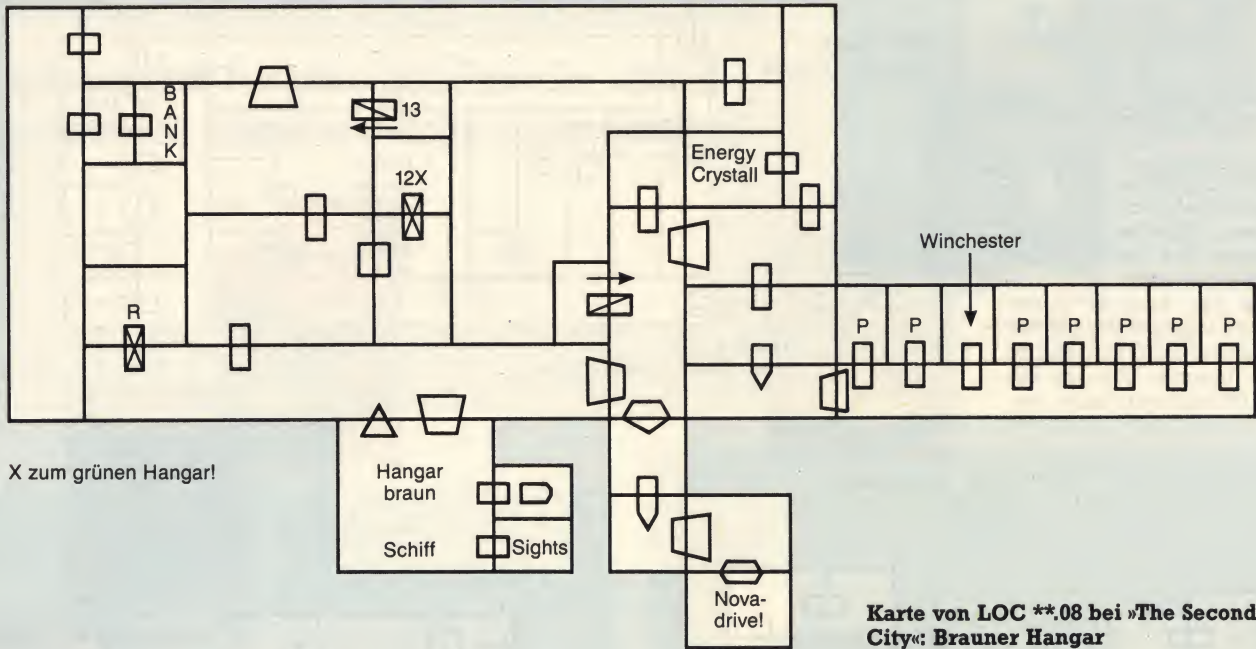 BANK
13
12X
Energy
Crystall
Winchester
R
P P P P P P P
X zum grünen Hangar!
Hangar
braun
Schiff
Sights
Nova-
drive!
Karte von LOC **.08 bei »The Second
City«: Brauner Hangar